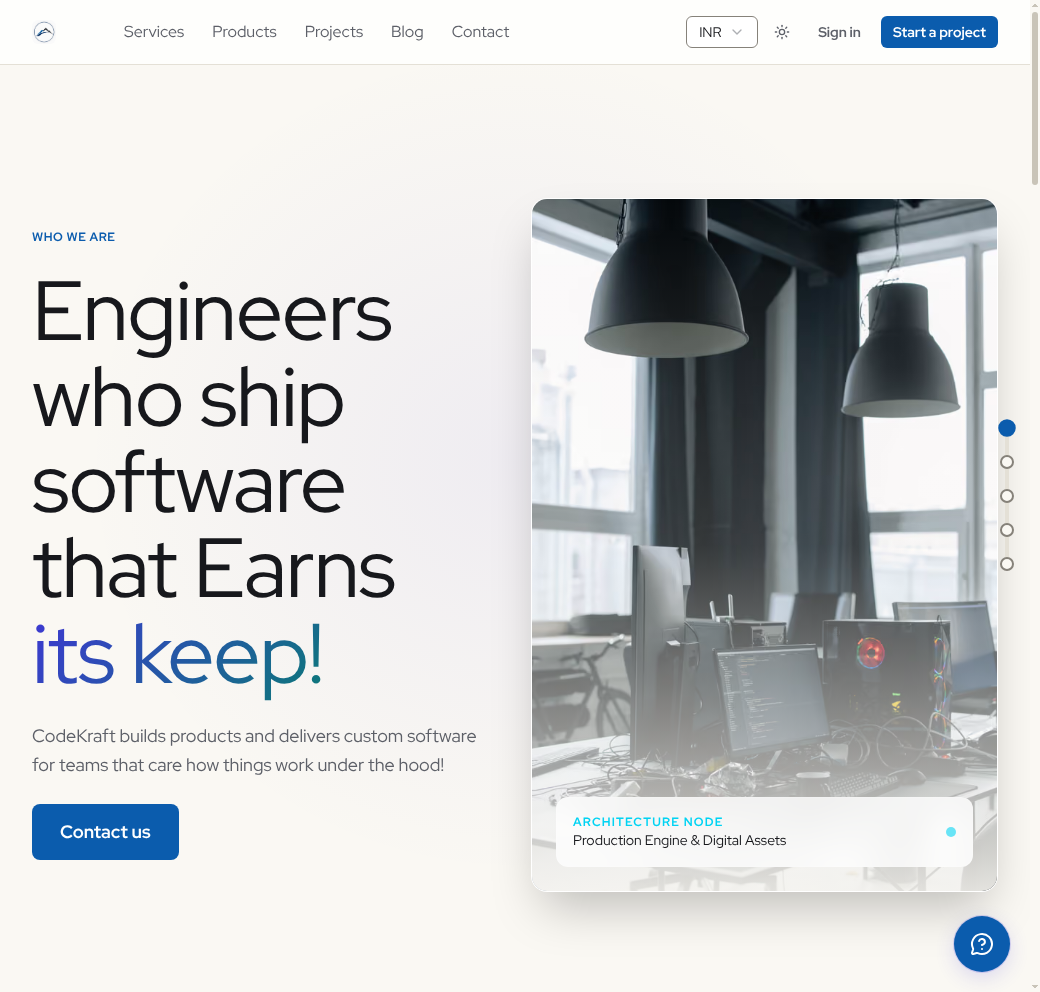 Services Products Projects Blog Contact INR Sign in Start a project
WHO WE ARE
Engineers
who ship
software
that Earns
its keep!
CodeKraft builds products and delivers custom software
for teams that care how things work under the hood!
Contact us
ARCHITECTURE NODE
Production Engine & Digital Assets